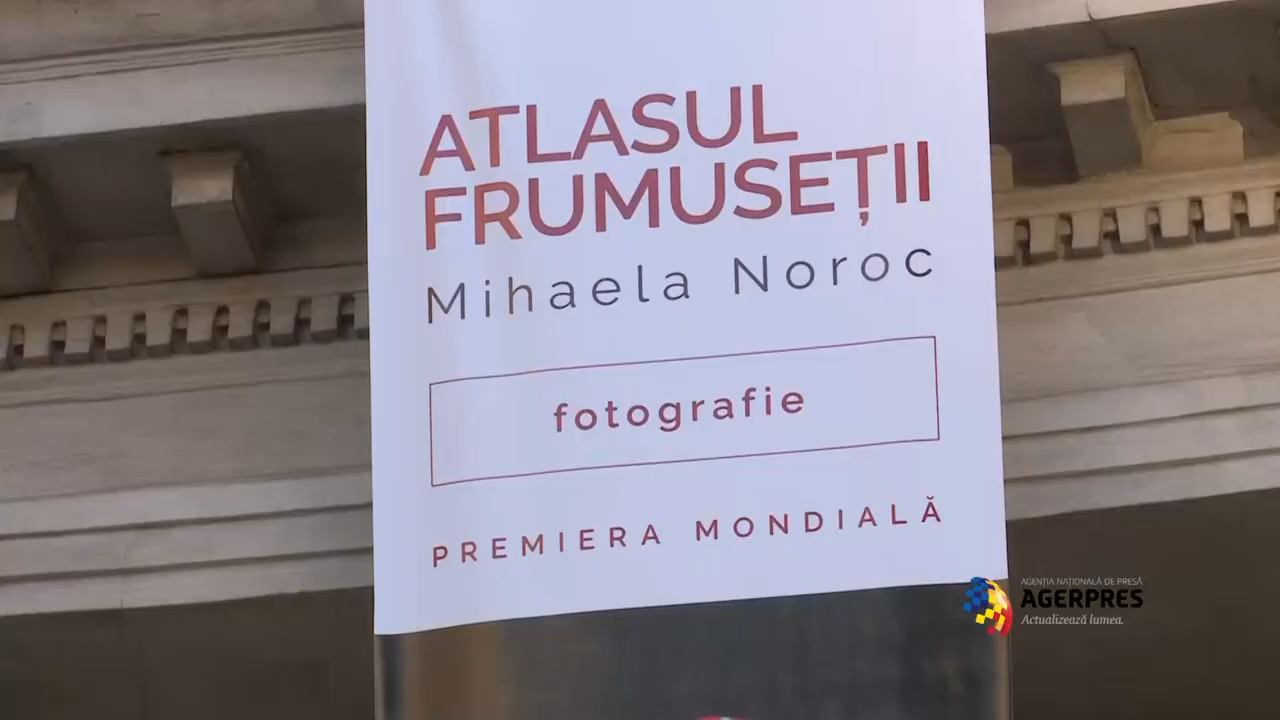 ATLASUL
FRUMUSEȚII
Mihaela Noroc
fotografie
PREMIERA MONDIALĂ
AGENȚIA NAȚIONALĂ DE PRESĂ
AGERPRES
Actualizează lumea.